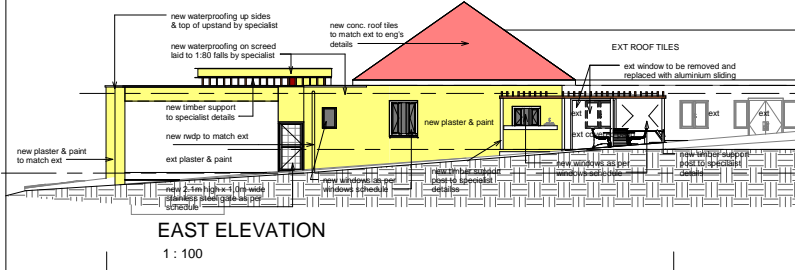 new waterproofing up sides
& top of upstand by specialist
new waterproofing on screed
laid to 1:80 falls by specialist
new conc. roof tiles
to match ext to eng's
details
EXT ROOF TILES
ext window to be removed and
replaced with aluminium sliding
new timber support
to specialist details
new rwdp to match ext
ext plaster & paint
new plaster & paint
to match ext
new plaster & paint
ext
ext
ext
ext
ext cove
new 2.1m high x 1.0m wide
stainless steel gate as per
schedule
new windows as per
windows schedule
new timber support
post to specialist
detailss
new windows as per
windows schedule
new timber support
post to specialist
details
EAST ELEVATION
1 : 100